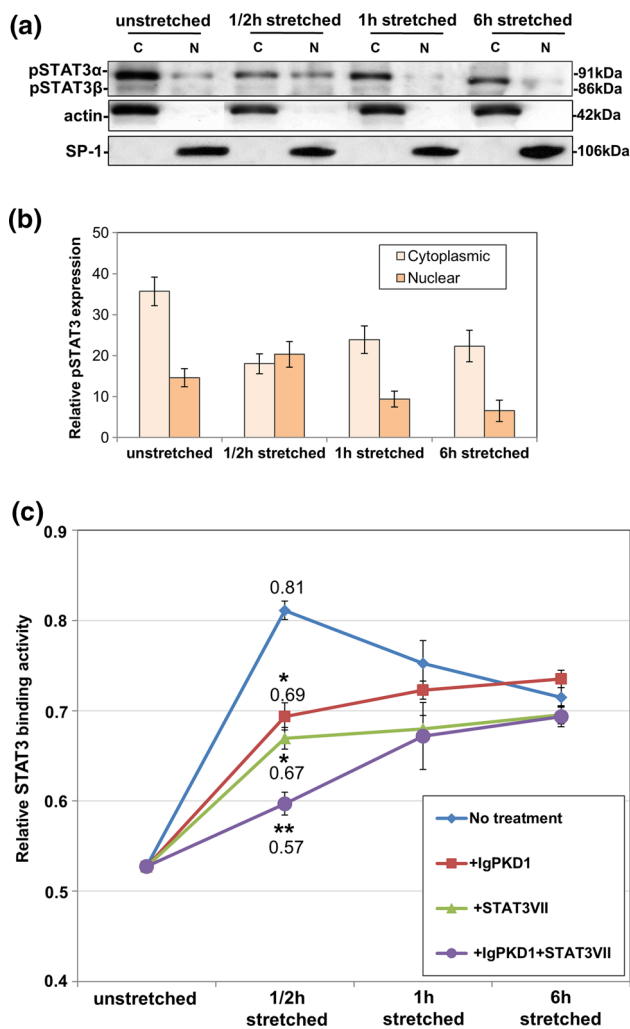 (a)
unstretched 1/2h stretched 1h stretched 6h stretched
C N C N C N C N
pSTAT3α -91kDa
pSTAT3β -86kDa
actin -42kDa
SP-1 -106kDa
(b)
Relative pSTAT3 expression
50
40
30
20
10
0
Cytoplasmic
Nuclear
unstretched 1/2h stretched 1h stretched 6h stretched
(c)
Relative STAT3 binding activity
0.9
0.8
0.7
0.6
0.5
0.4
0.81
*
0.69
*
0.67
**
0.57
No treatment
+IgPKD1
+STAT3VII
+IgPKD1+STAT3VII
unstretched 1/2h 1h 6h
stretched stretched stretched